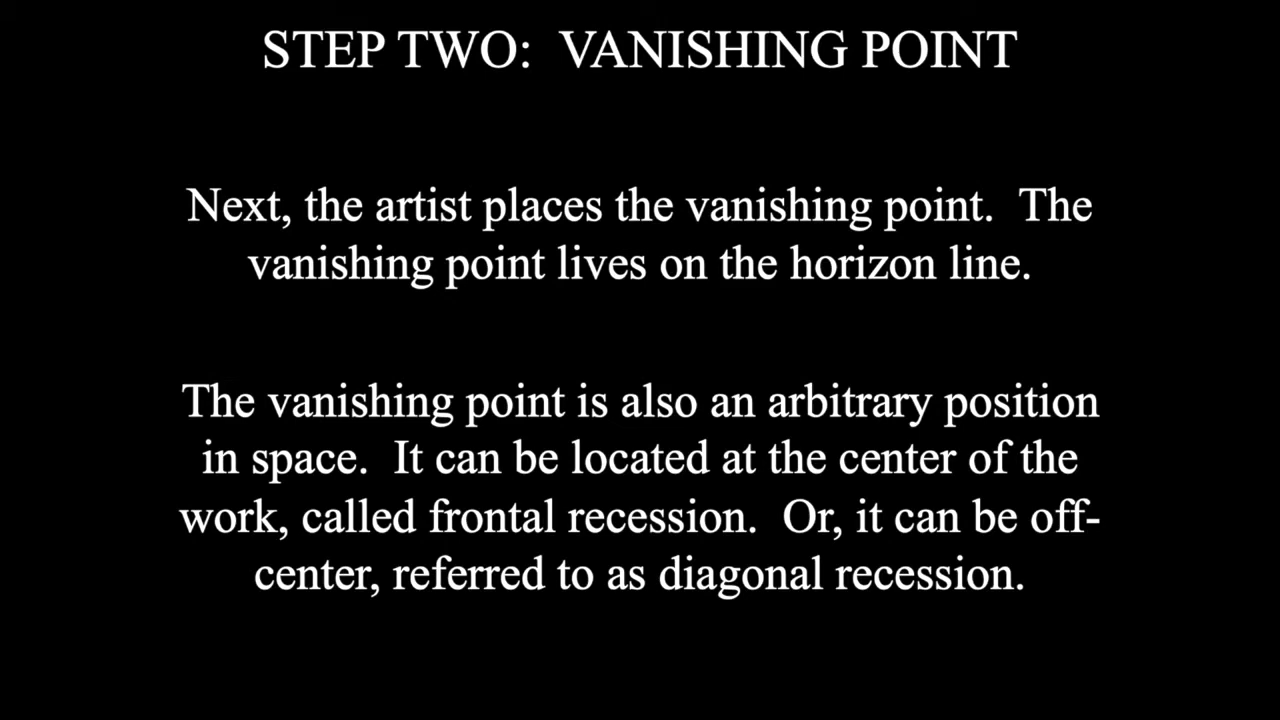 STEP TWO:  VANISHING POINT
Next, the artist places the vanishing point.  The
vanishing point lives on the horizon line.
The vanishing point is also an arbitrary position
in space.  It can be located at the center of the
work, called frontal recession.  Or, it can be off-
center, referred to as diagonal recession.